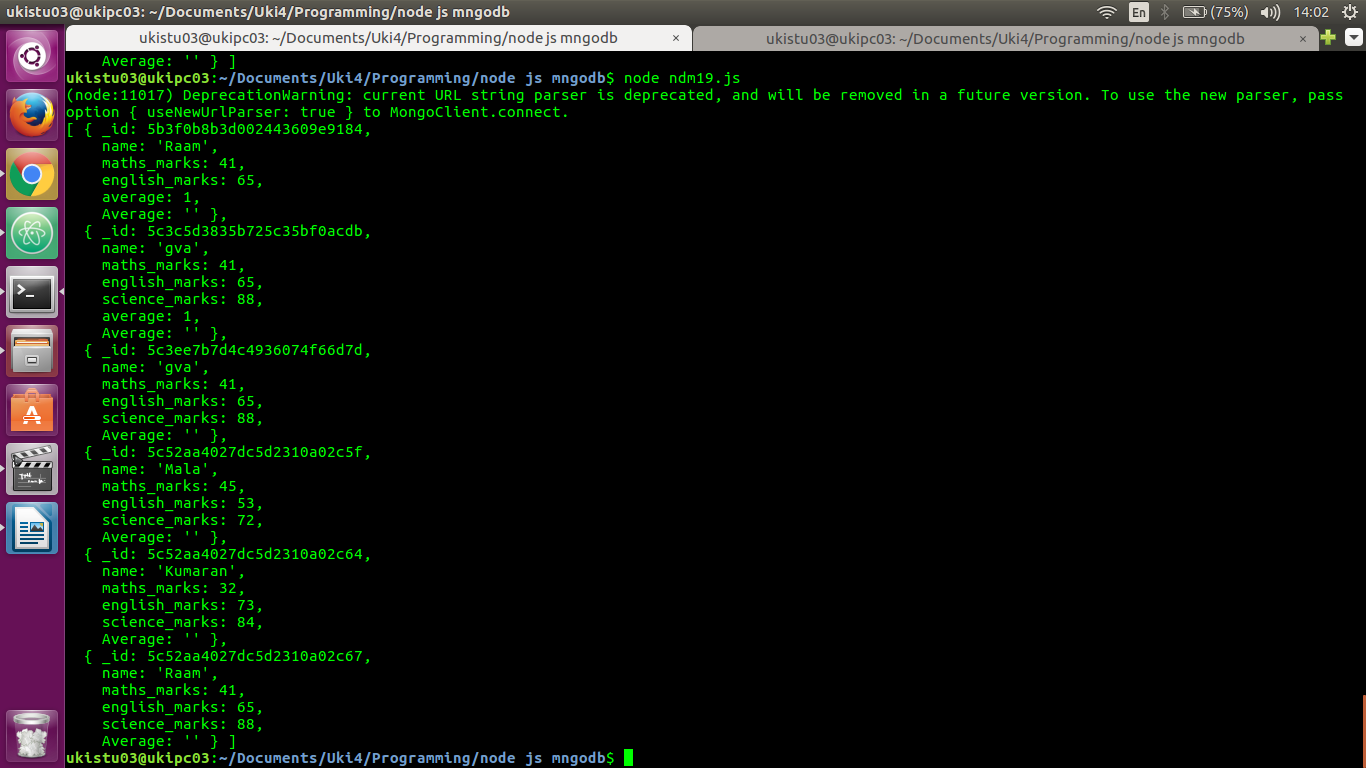 ukistu03@ukipc03: ~/Documents/Uki4/Programming/node js mngodb
En
(75%)
14:02
ukistu03@ukipc03: ~/Documents/Uki4/Programming/node js mngodb ×
ukistu03@ukipc03: ~/Documents/Uki4/Programming/node js mngodb ×
Average: '' } ]
ukistu03@ukipc03:~/Documents/Uki4/Programming/node js mngodb$ node ndm19.js
(node:11017) DeprecationWarning: current URL string parser is deprecated, and will be removed in a future version. To use the new parser, pass
option { useNewUrlParser: true } to MongoClient.connect.
[ { _id: 5b3f0b8b3d002443609e9184,
name: 'Raam',
maths_marks: 41,
english_marks: 65,
average: 1,
Average: '' },
{ _id: 5c3c5d3835b725c35bf0acdb,
name: 'gva',
maths_marks: 41,
english_marks: 65,
science_marks: 88,
average: 1,
Average: '' },
{ _id: 5c3ee7b7d4c4936074f66d7d,
name: 'gva',
maths_marks: 41,
english_marks: 65,
science_marks: 88,
Average: '' },
{ _id: 5c52aa4027dc5d2310a02c5f,
name: 'Mala',
maths_marks: 45,
english_marks: 53,
science_marks: 72,
Average: '' },
{ _id: 5c52aa4027dc5d2310a02c64,
name: 'Kumaran',
maths_marks: 32,
english_marks: 73,
science_marks: 84,
Average: '' },
{ _id: 5c52aa4027dc5d2310a02c67,
name: 'Raam',
maths_marks: 41,
english_marks: 65,
science_marks: 88,
Average: '' } ]
ukistu03@ukipc03:~/Documents/Uki4/Programming/node js mngodb$